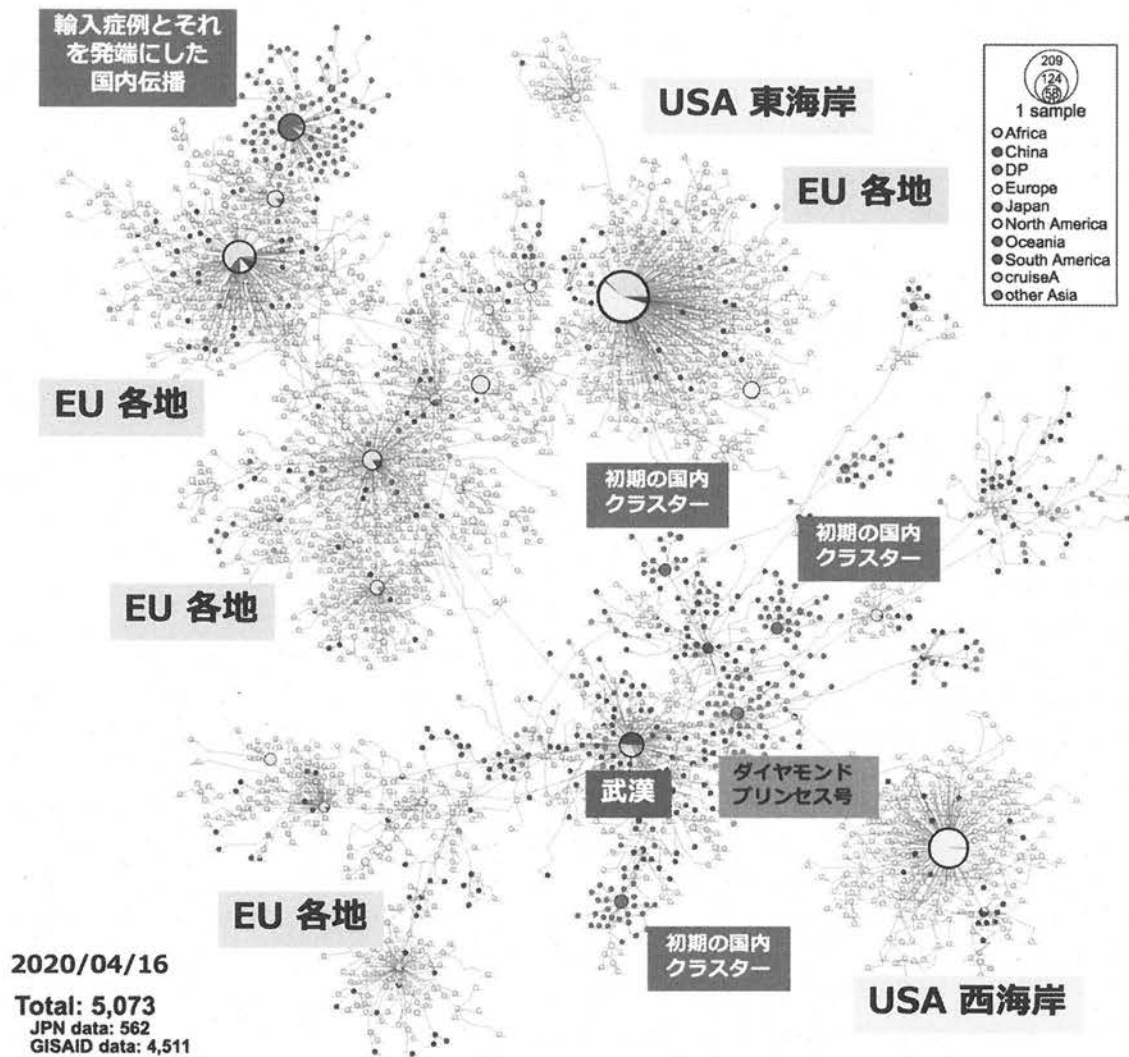 輸入症例とそれ
を発端にした
国内伝播
USA 東海岸
EU 各地
209
124
58
1 sample
Africa
China
DP
Europe
Japan
North America
Oceania
South America
cruiseA
other Asia
EU 各地
初期の国内
クラスター
初期の国内
クラスター
EU 各地
武漢
ダイヤモンド
プリンセス号
EU 各地
初期の国内
クラスター
USA 西海岸
2020/04/16
Total: 5,073
JPN data: 562
GISAID data: 4,511